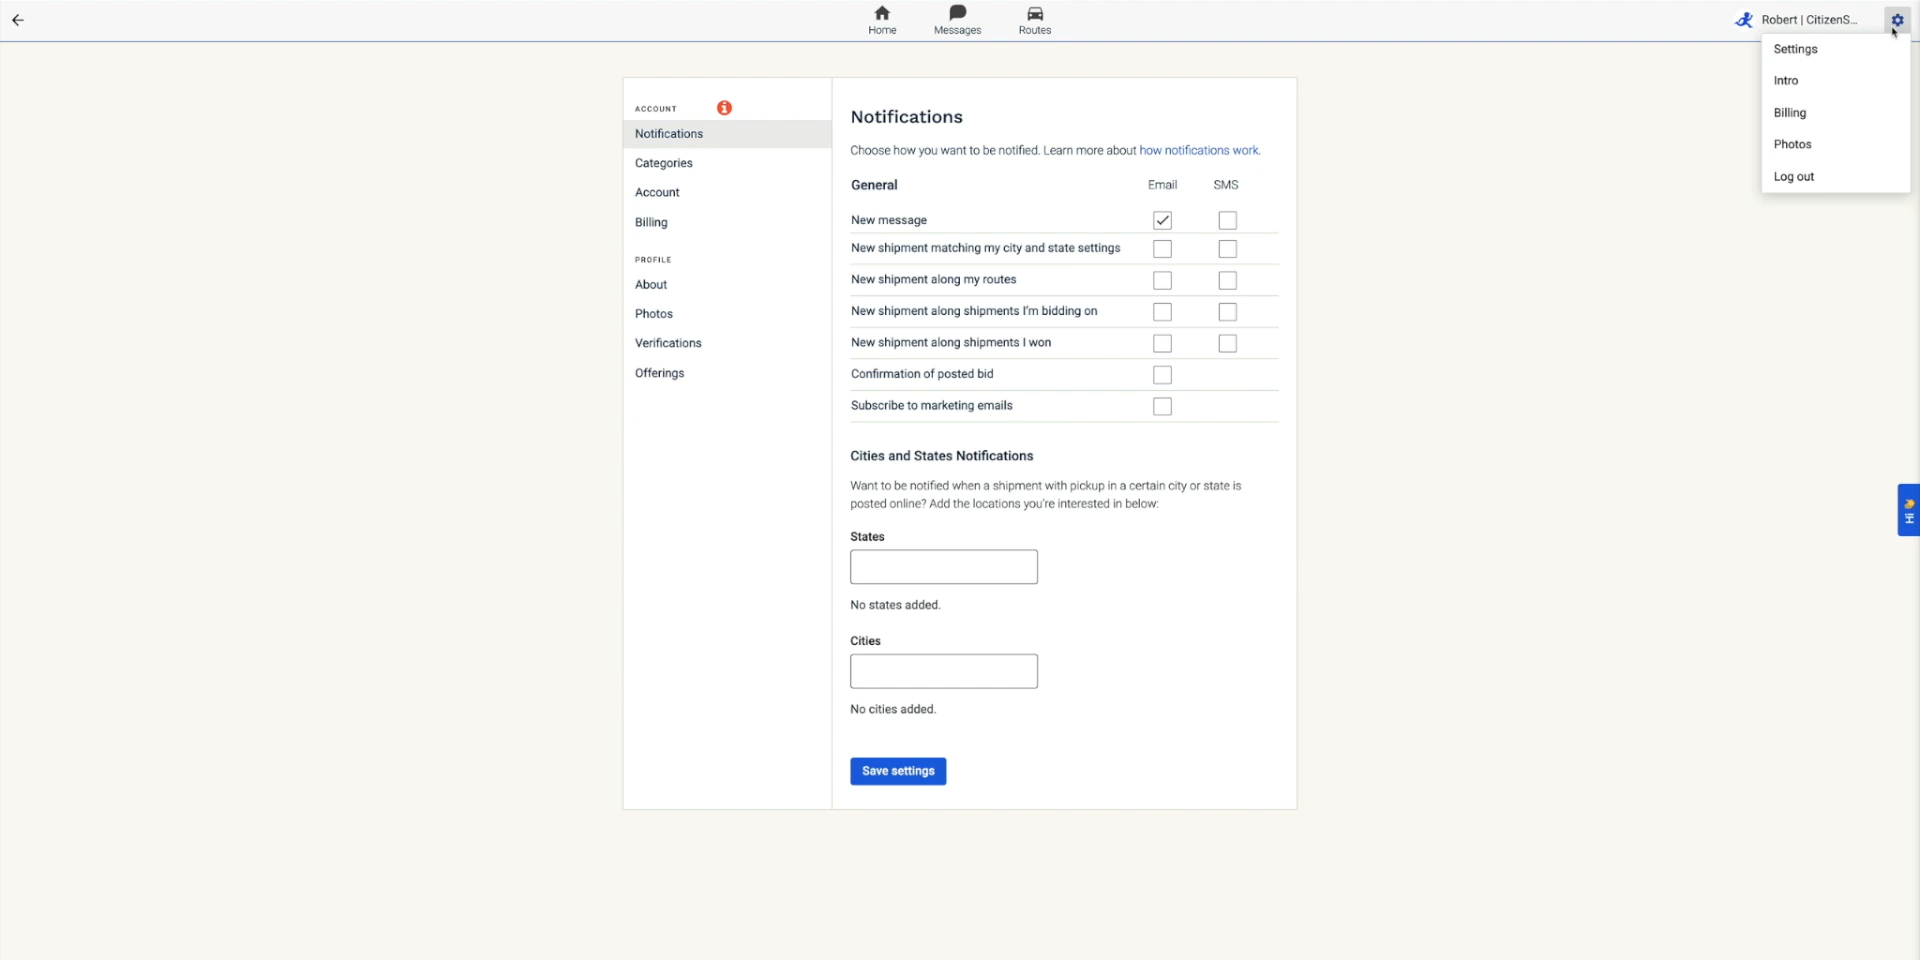 Home
Messages
Routes
Robert | CitizenS...
Settings
Intro
Billing
Photos
Log out
ACCOUNT
Notifications
Categories
Account
Billing
PROFILE
About
Photos
Verifications
Offerings
Notifications
Choose how you want to be notified. Learn more about how notifications work.
General Email SMS
New message
New shipment matching my city and state settings
New shipment along my routes
New shipment along shipments I'm bidding on
New shipment along shipments I won
Confirmation of posted bid
Subscribe to marketing emails
Cities and States Notifications
Want to be notified when a shipment with pickup in a certain city or state is
posted online? Add the locations you're interested in below:
States
No states added.
Cities
No cities added.
Save settings
Hi